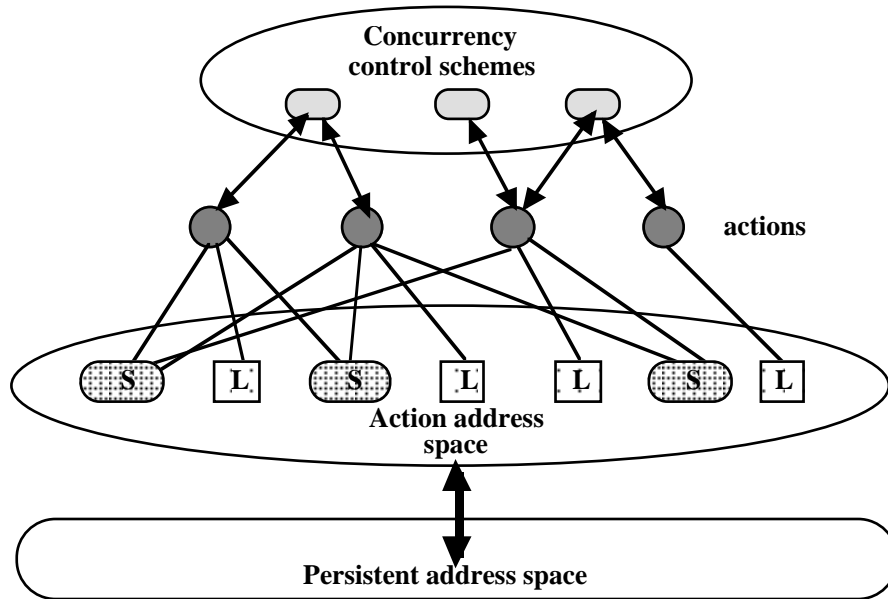 Concurrency
control schemes
actions
S L S L L S L
Action address
space
Persistent address space